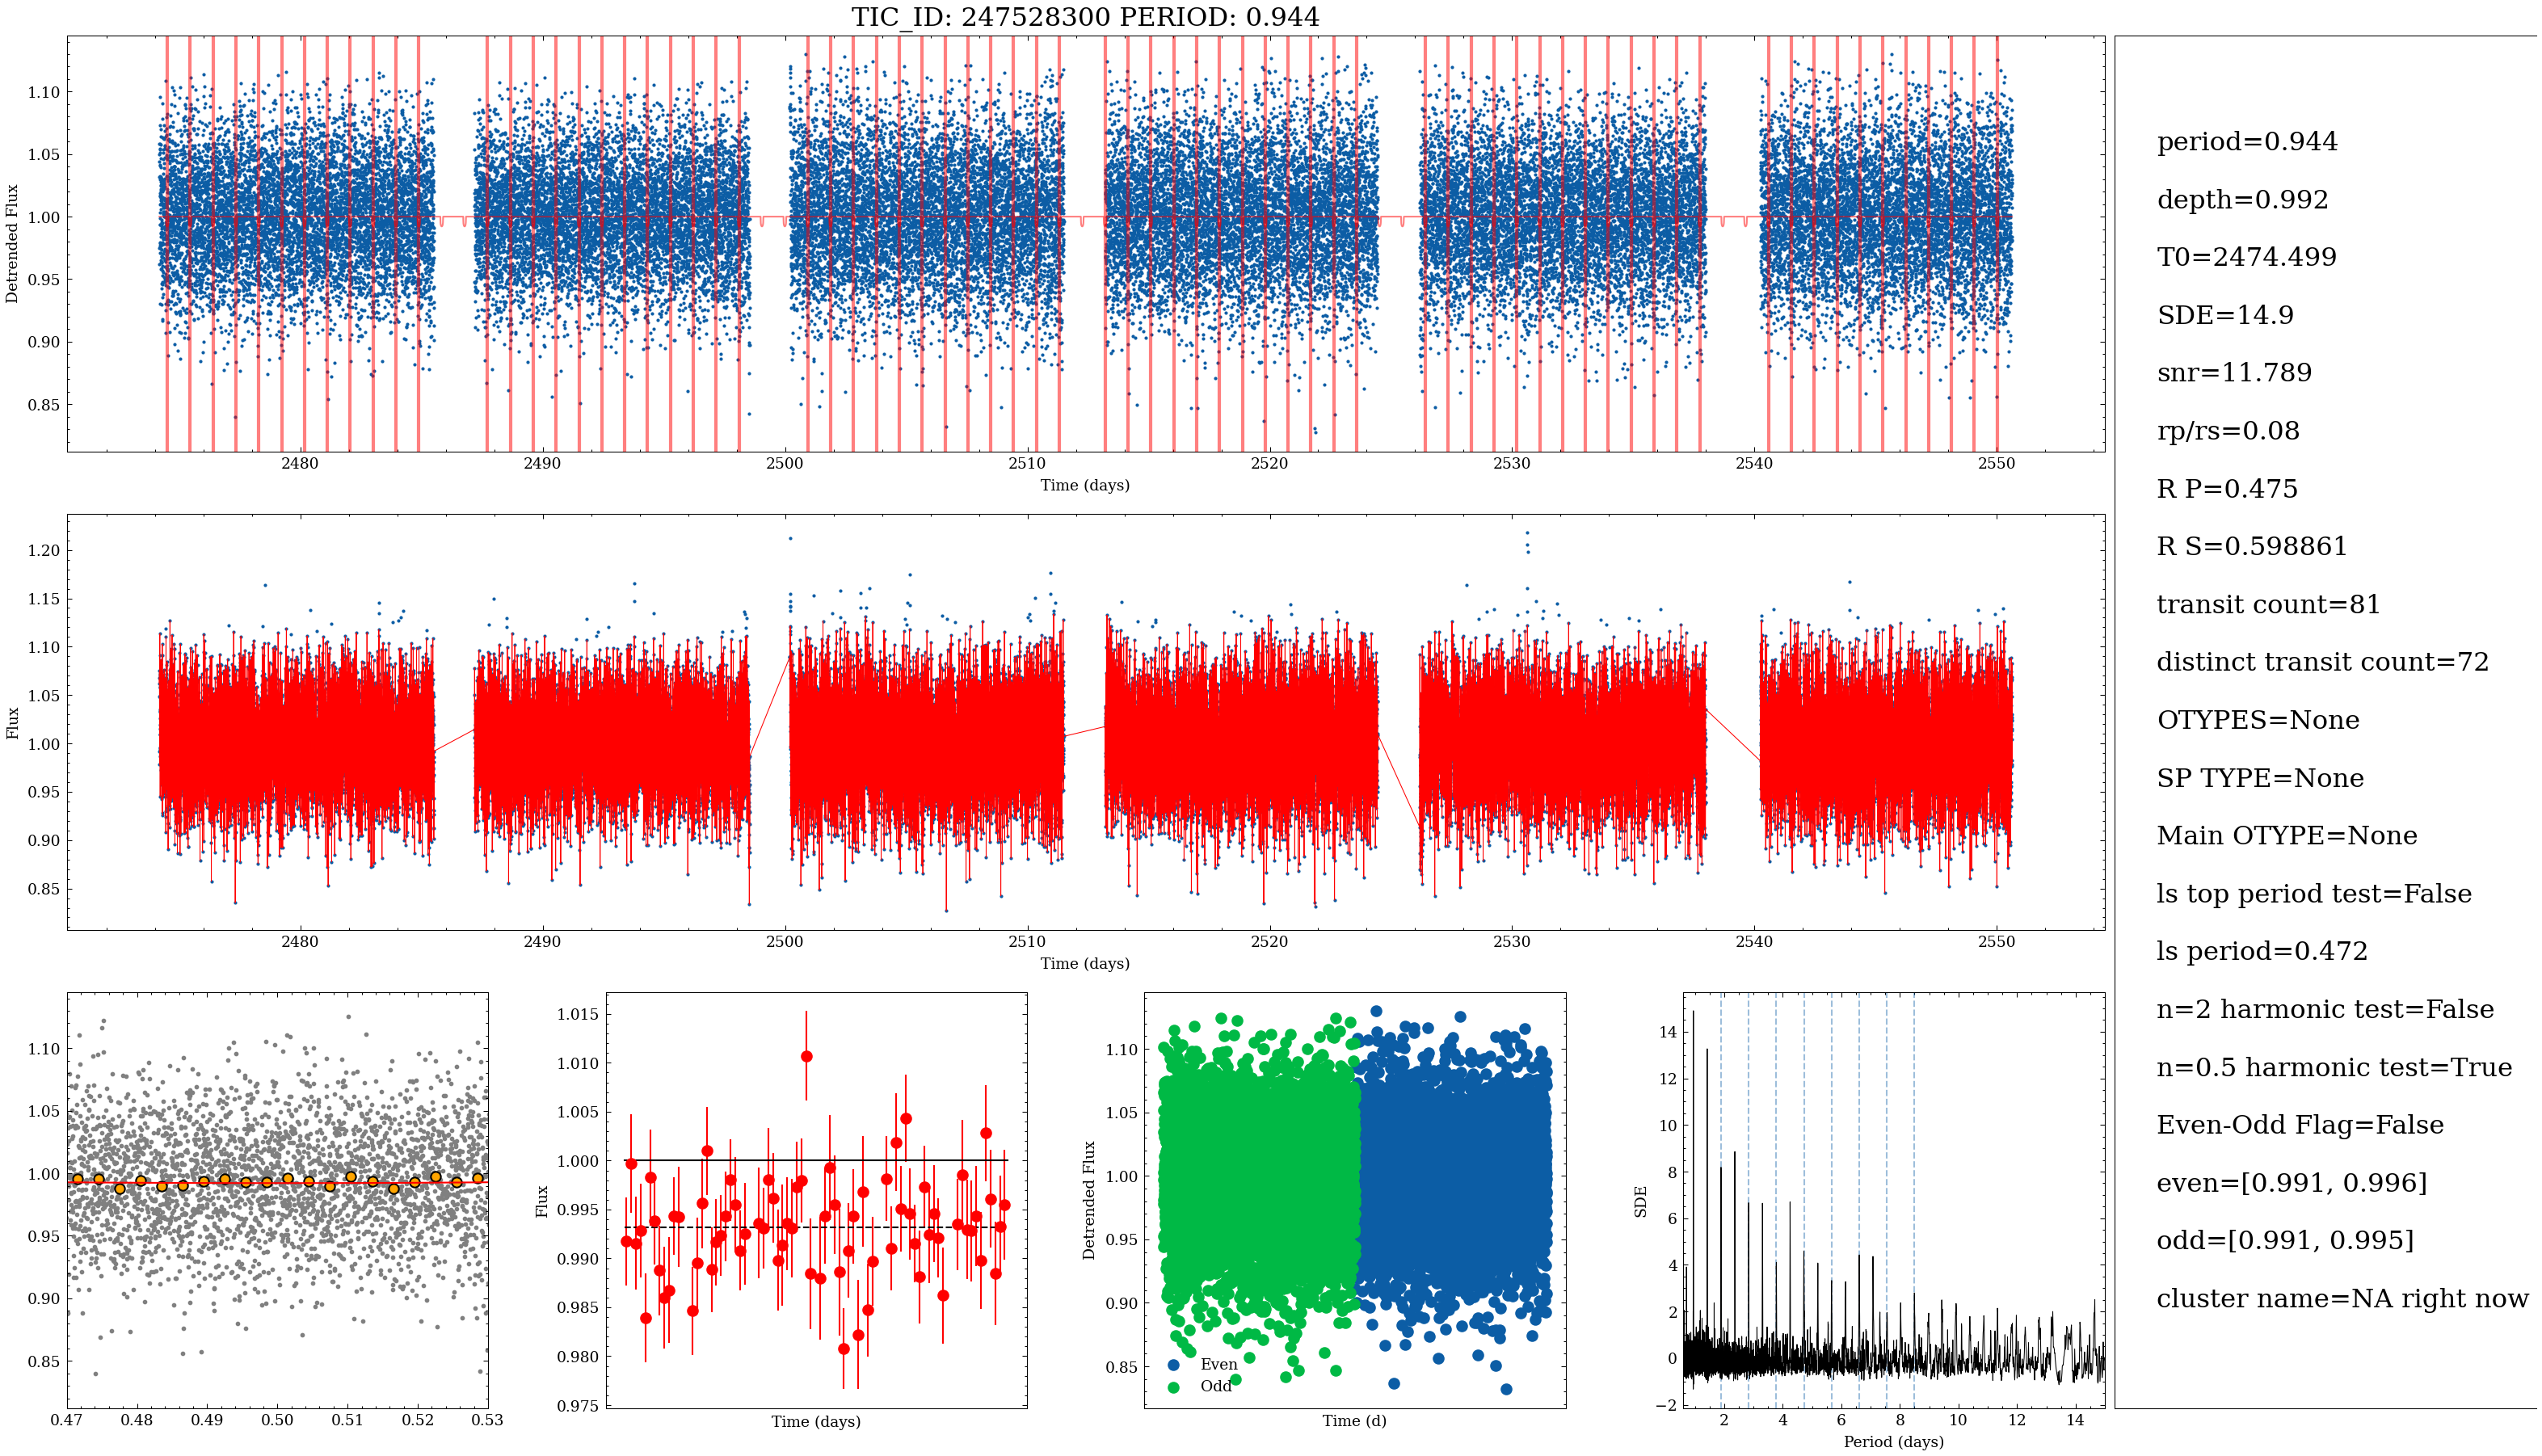 TIC_ID: 247528300 PERIOD: 0.944
1.10
1.05
1.00
0.95
0.90
0.85
Detrended Flux
2480 2490 2500 2510 2520 2530 2540 2550
Time (days)
1.20
1.15
1.10
1.05
1.00
0.95
0.90
0.85
Flux
2480 2490 2500 2510 2520 2530 2540 2550
Time (days)
1.10
1.05
1.00
0.95
0.90
0.85
0.47 0.48 0.49 0.50 0.51 0.52 0.53
1.015
1.010
1.005
1.000
0.995
0.990
0.985
0.980
0.975
Flux
Time (days)
1.10
1.05
1.00
0.95
0.90
0.85
Detrended Flux
Even
Odd
Time (d)
14
12
10
8
6
4
2
0
−2
SDE
2 4 6 8 10 12 14
Period (days)
period=0.944
depth=0.992
T0=2474.499
SDE=14.9
snr=11.789
rp/rs=0.08
R P=0.475
R S=0.598861
transit count=81
distinct transit count=72
OTYPES=None
SP TYPE=None
Main OTYPE=None
ls top period test=False
ls period=0.472
n=2 harmonic test=False
n=0.5 harmonic test=True
Even-Odd Flag=False
even=[0.991, 0.996]
odd=[0.991, 0.995]
cluster name=NA right now